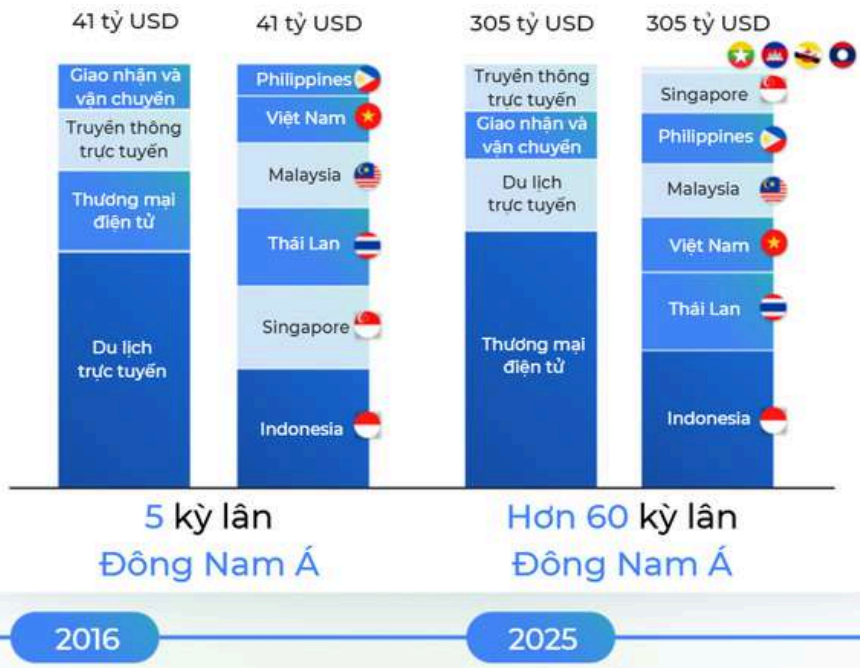 41 tỷ USD
41 tỷ USD
305 tỷ USD
305 tỷ USD
Giao nhận và
vận chuyển
Truyền thông
trực tuyến
Thương mại
điện tử
Du lịch
trực tuyến
Philippines
Việt Nam
Malaysia
Thái Lan
Singapore
Indonesia
Truyền thông
trực tuyến
Giao nhận và
vận chuyển
Du lịch
trực tuyến
Thương mại
điện tử
Singapore
Philippines
Malaysia
Việt Nam
Thái Lan
Indonesia
5 kỳ lân
Đông Nam Á
Hơn 60 kỳ lân
Đông Nam Á
2016
2025